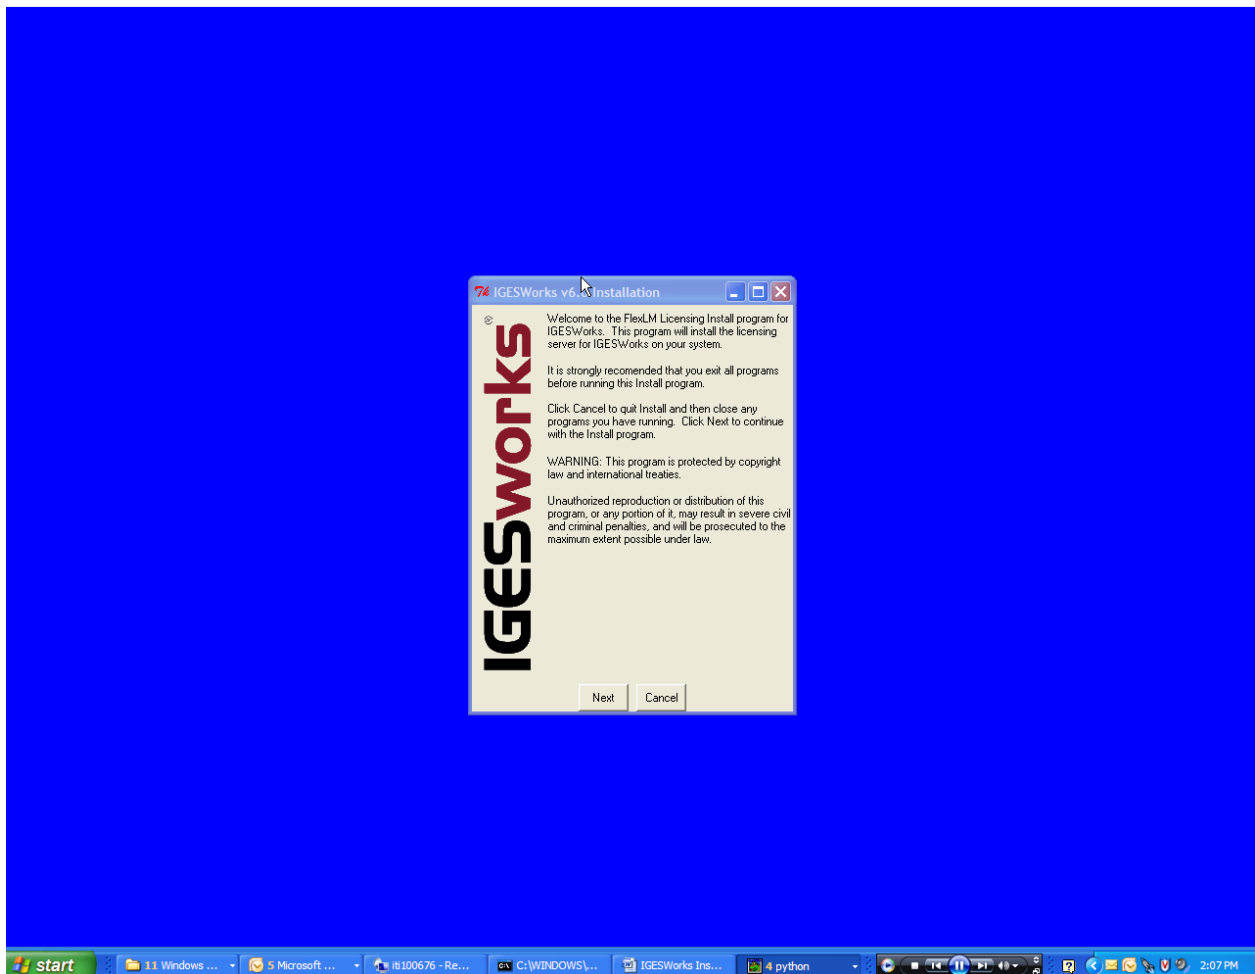 IGESWorks v6. Installation
®
IGESworks
Welcome to the FlexLM Licensing Install program for
IGESWorks. This program will install the licensing
server for IGESWorks on your system.
It is strongly recomended that you exit all programs
before running this Install program.
Click Cancel to quit Install and then close any
programs you have running. Click Next to continue
with the Install program.
WARNING: This program is protected by copyright
law and international treaties.
Unauthorized reproduction or distribution of this
program, or any portion of it, may result in severe civil
and criminal penalties, and will be prosecuted to the
maximum extent possible under law.
Next Cancel
start 11 Windows ... 5 Microsoft ... iti100676 - Re... C:\WINDOWS\... IGESWorks Ins... 4 python 2:07 PM